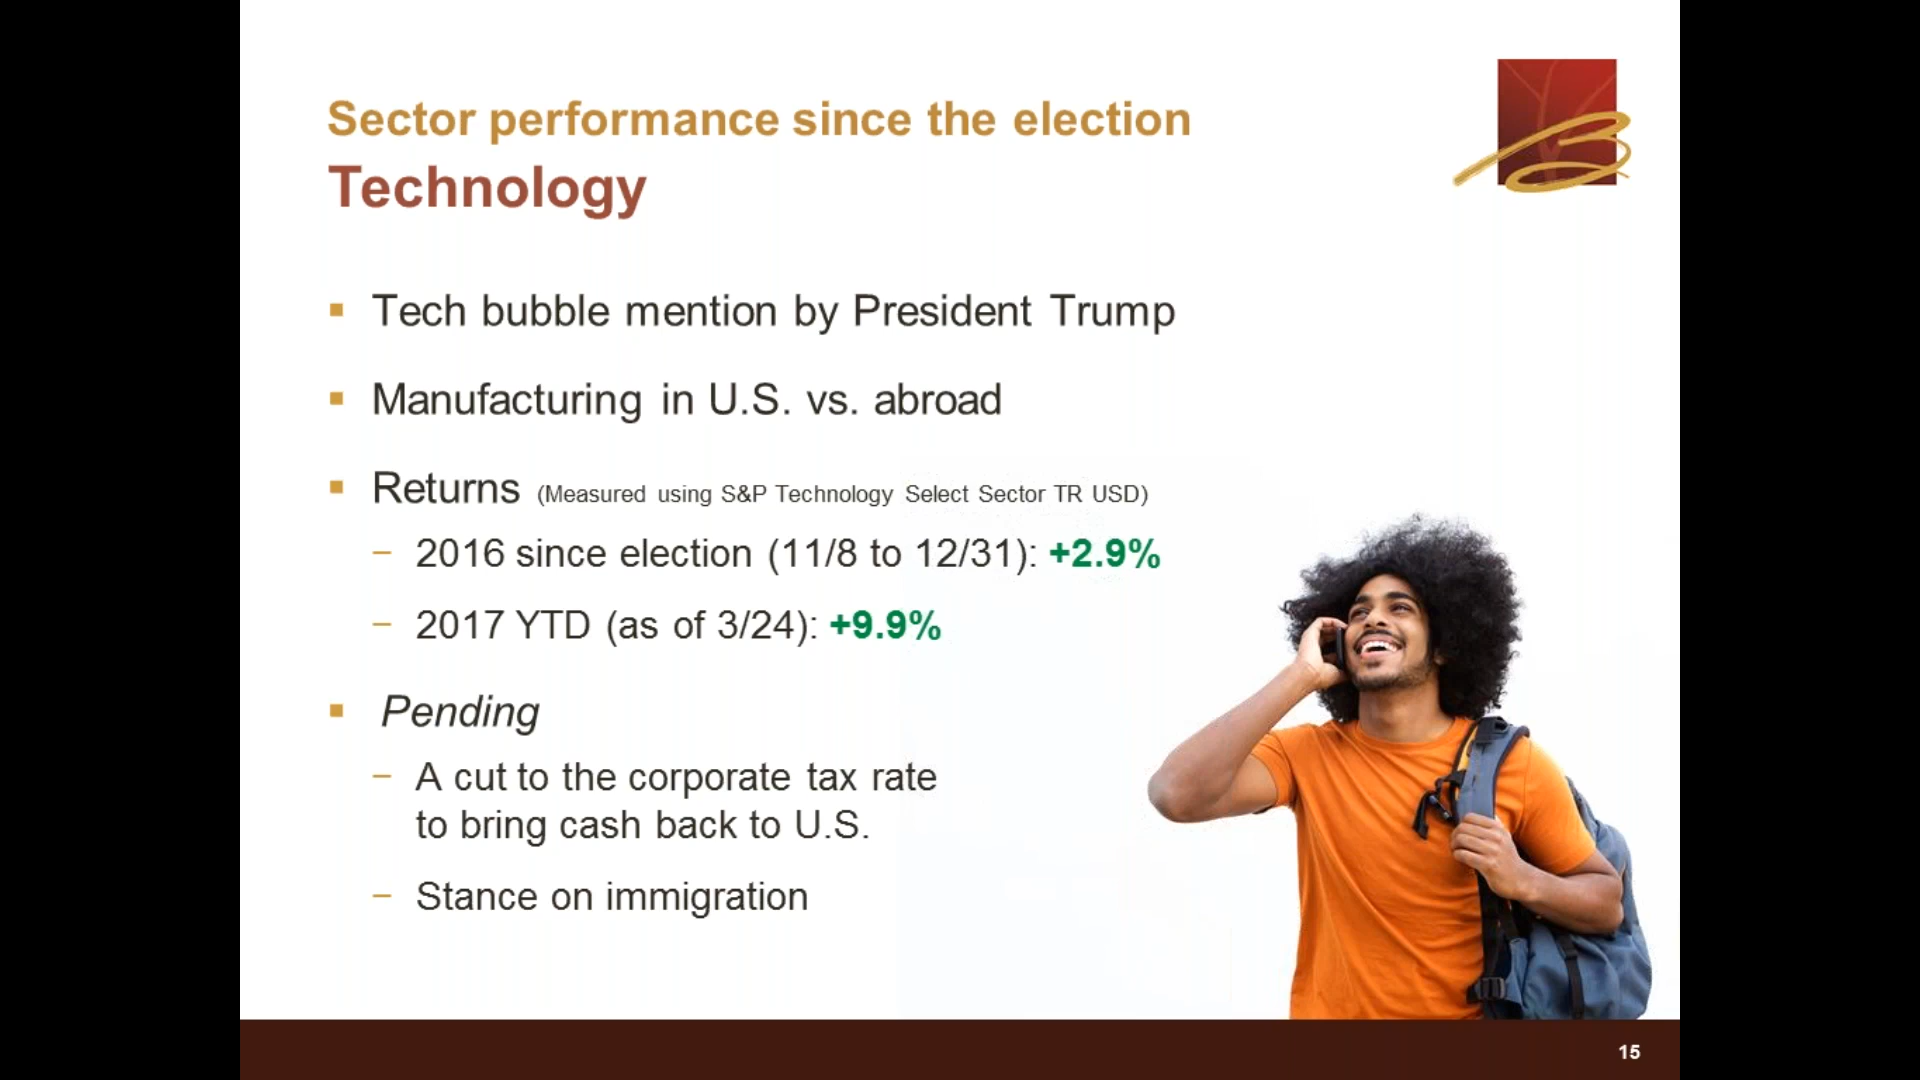 Sector performance since the election
Technology
Tech bubble mention by President Trump
Manufacturing in U.S. vs. abroad
Returns (Measured using S&P Technology Select Sector TR USD)
– 2016 since election (11/8 to 12/31): +2.9%
– 2017 YTD (as of 3/24): +9.9%
Pending
– A cut to the corporate tax rate
to bring cash back to U.S.
– Stance on immigration
15